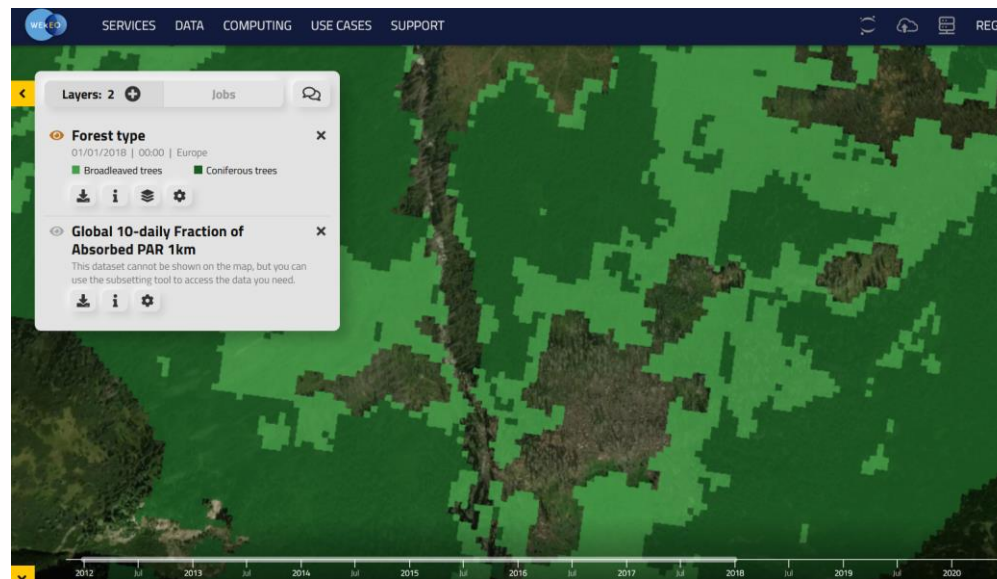 WEkEO SERVICES DATA COMPUTING USE CASES SUPPORT REG
Layers: 2 Jobs
Forest type
01/01/2018 | 00:00 | Europe
Broadleaved trees Coniferous trees
Global 10-daily Fraction of
Absorbed PAR 1km
This dataset cannot be shown on the map, but you can
use the subsetting tool to access the data you need.
2012 Jul 2013 Jul 2014 Jul 2015 Jul 2016 Jul 2017 Jul 2018 Jul 2019 Jul 2020